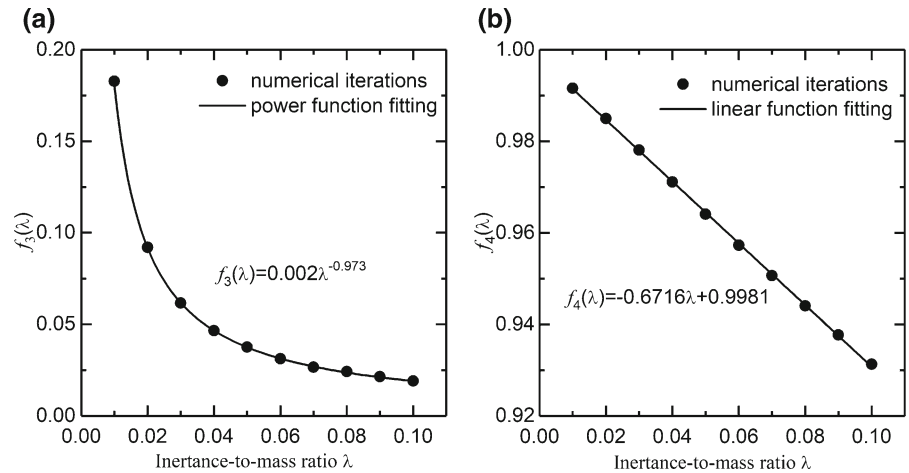 (a)
0.20
0.15
0.10
0.05
0.00
f₃(λ)
numerical iterations
power function fitting
f₃(λ)=0.002λ⁻⁰·⁹⁷³
0.00 0.02 0.04 0.06 0.08 0.10
Inertance-to-mass ratio λ
(b)
1.00
0.98
0.96
0.94
0.92
f₄(λ)
numerical iterations
linear function fitting
f₄(λ)=-0.6716λ+0.9981
0.00 0.02 0.04 0.06 0.08 0.10
Inertance-to-mass ratio λ